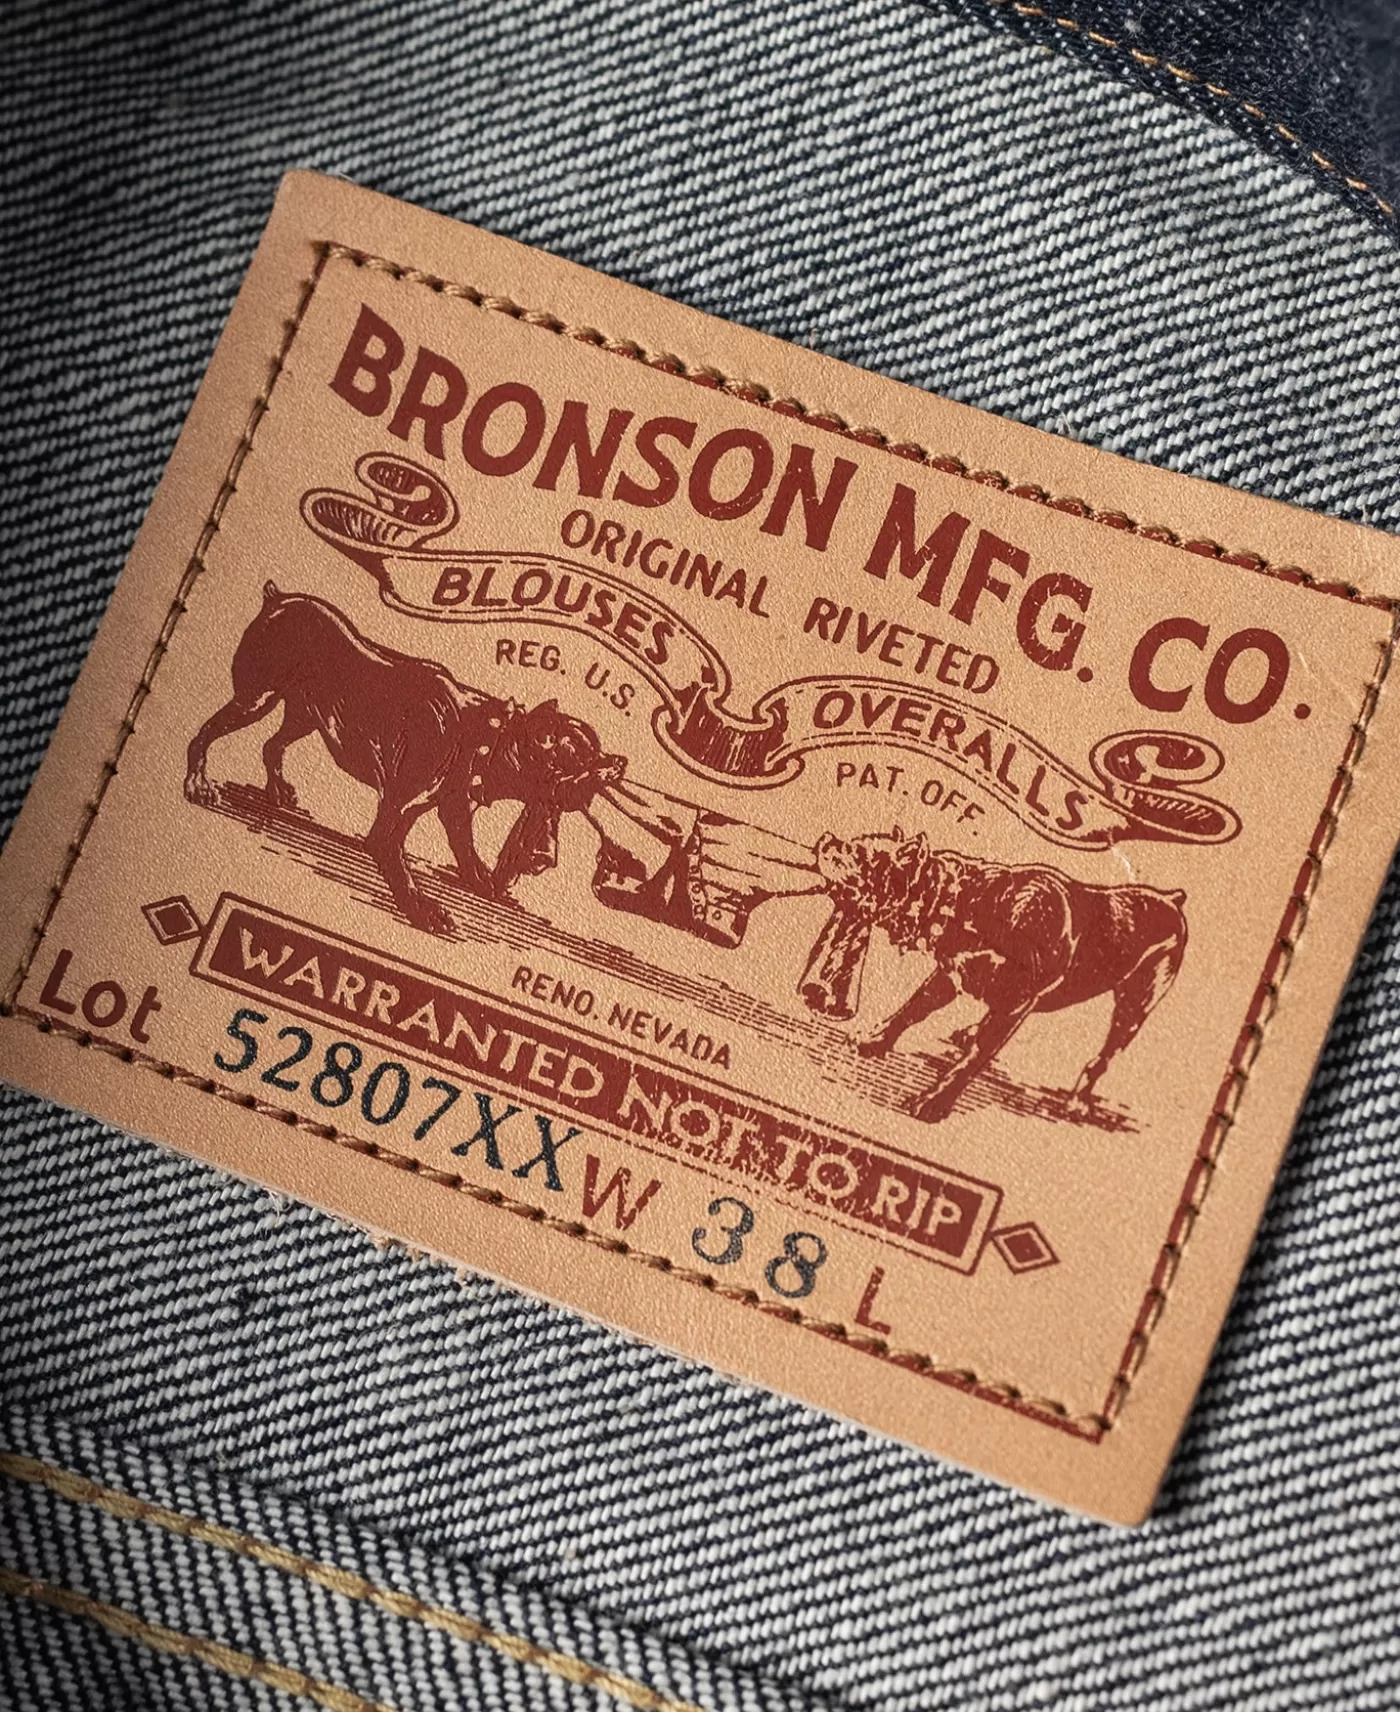 BRONSON MFG. CO.
ORIGINAL RIVETED
BLOUSES OVERALLS
REG. U.S. PAT. OFF.
RENO. NEVADA
WARRANTED NOT TO RIP
Lot 52807XX W 38 L